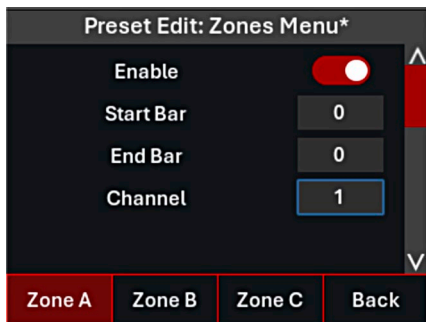 Preset Edit: Zones Menu*
Enable
Start Bar 0
End Bar 0
Channel 1
Zone A Zone B Zone C Back